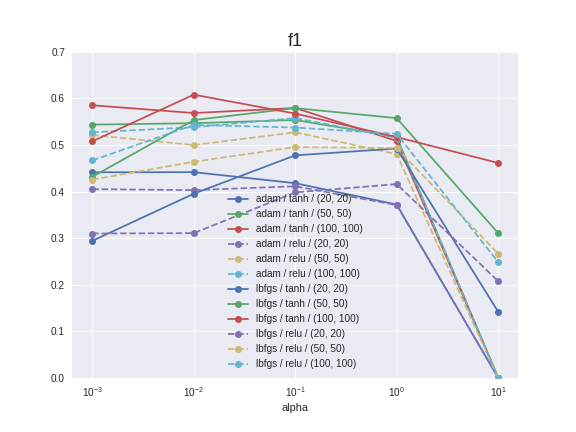 f1
0.7
0.6
0.5
0.4
0.3
0.2
0.1
0.0
adam / tanh / (20, 20)
adam / tanh / (50, 50)
adam / tanh / (100, 100)
adam / relu / (20, 20)
adam / relu / (50, 50)
adam / relu / (100, 100)
lbfgs / tanh / (20, 20)
lbfgs / tanh / (50, 50)
lbfgs / tanh / (100, 100)
lbfgs / relu / (20, 20)
lbfgs / relu / (50, 50)
lbfgs / relu / (100, 100)
10⁻³ 10⁻² 10⁻¹ 10⁰ 10¹
alpha